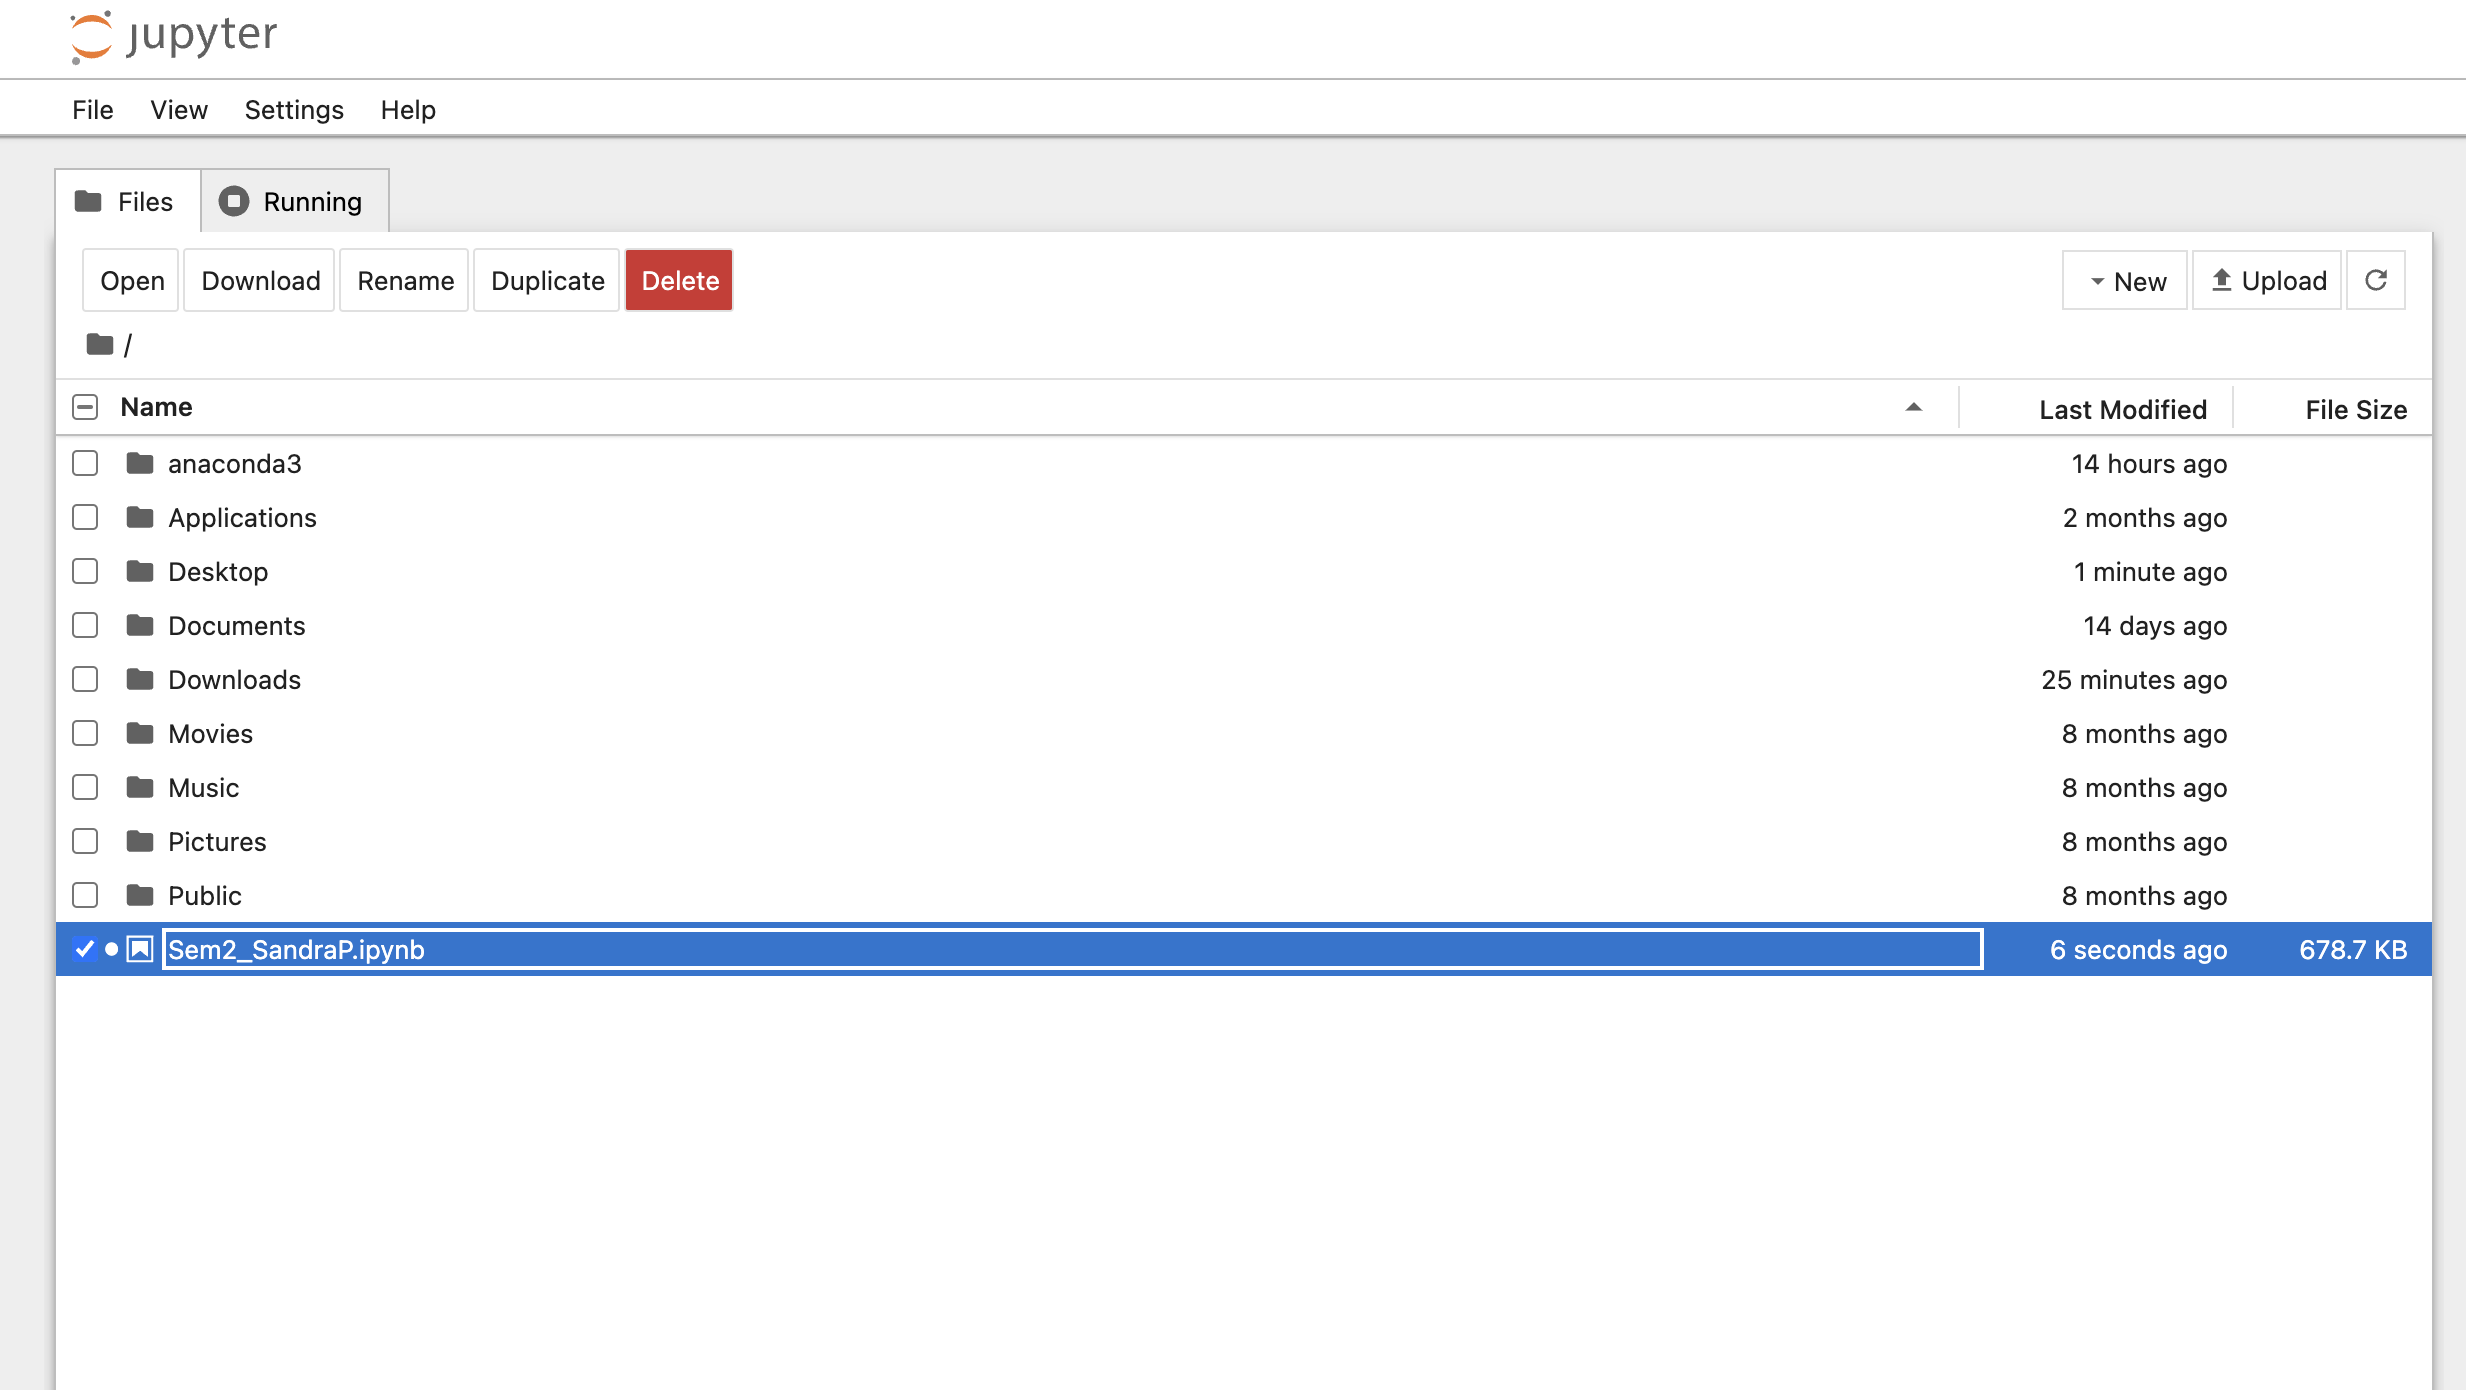 jupyter
File View Settings Help
Files Running
Open Download Rename Duplicate Delete New Upload
/
Name Last Modified File Size
anaconda3 14 hours ago
Applications 2 months ago
Desktop 1 minute ago
Documents 14 days ago
Downloads 25 minutes ago
Movies 8 months ago
Music 8 months ago
Pictures 8 months ago
Public 8 months ago
Sem2_SandraP.ipynb 6 seconds ago 678.7 KB